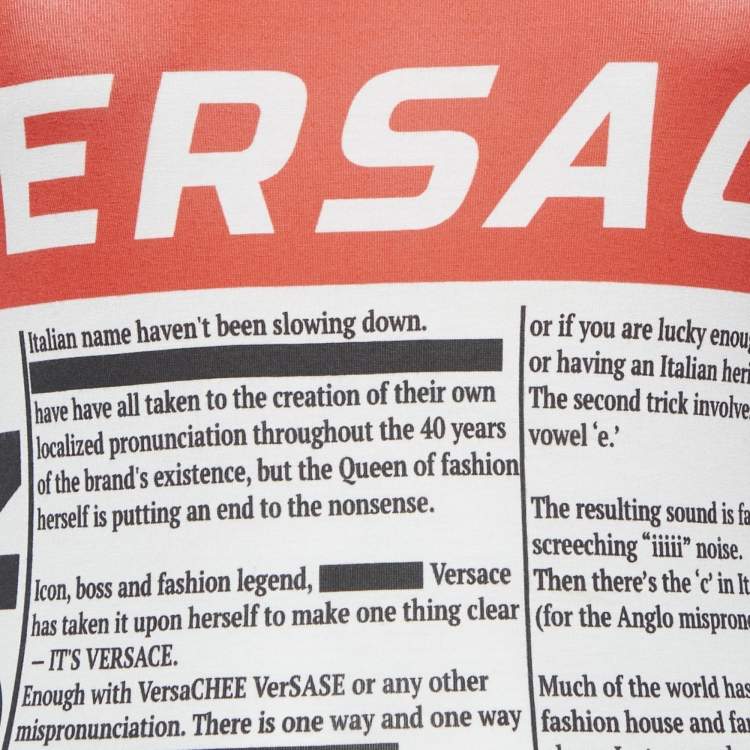 ERSAC
Italian name haven't been slowing down.
have have all taken to the creation of their own
localized pronunciation throughout the 40 years
of the brand's existence, but the Queen of fashion
herself is putting an end to the nonsense.
Icon, boss and fashion legend, Versace
has taken it upon herself to make one thing clear
– IT'S VERSACE.
Enough with VersaCHEE VerSASE or any other
mispronunciation. There is one way and one way
or if you are lucky enou
or having an Italian heri
The second trick involve
vowel ‘e.’
The resulting sound is fa
screeching “iiiii” noise.
Then there’s the ‘c’ in It
(for the Anglo mispron
Much of the world has
fashion house and fa